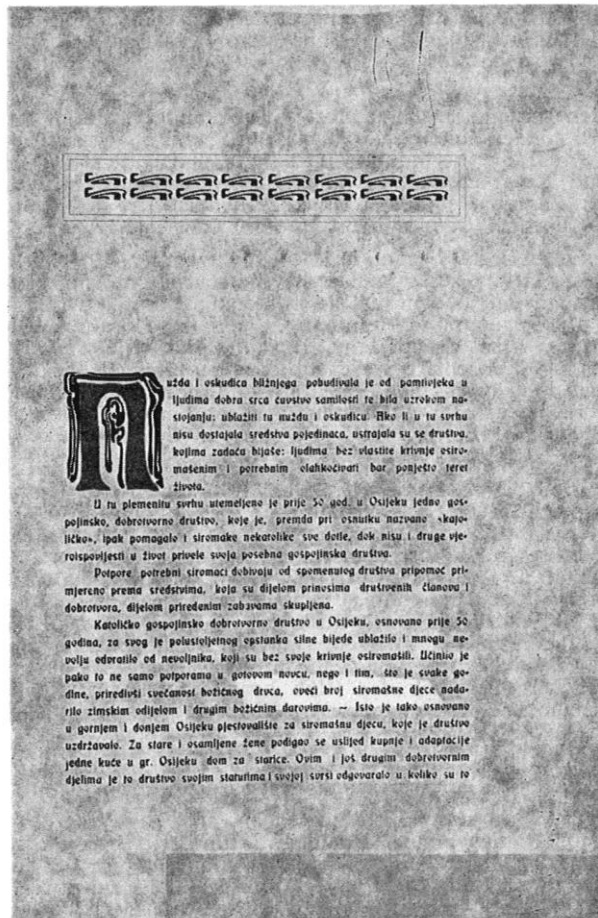 Nužda i oskudica bližnjega pobudivala je od pamtivjeka u
ljudima dobra srca čuvstvo samilosti te bila uzrokom na-
stojanju: ublažiti tu nuždu i oskudicu. Ako li u tu svrhu
nisu dostajala sredstva pojedinaca, ustrajala su se društva,
kojima zadaća bijaše: ljudima bez vlastite krivnje osiro-
mašenim i potrebnim olahkoćivati bar ponješto teret
života.
U tu plemenitu svrhu utemeljeno je prije 50 god. u Osijeku jedno gos-
pojinsko, dobrotvorno društvo, koje je, premda pri osnutku nazvano »kato-
ličko«, ipak pomagalo i siromake nekatolike sve dotle, dok nisu i druge vje-
roispovijesti u život privele svoja posebna gospojinska društva.
Potpore potrebni siromaci dobivaju od spomenutog društva pripomoć pri-
mjereno prema sredstvima, koja su dijelom prinosima društvenih članova i
dobrotvora, dijelom priređenim zabavama skupljena.
Katoličko gospojinsko dobrotvorno društvo u Osijeku, osnovano prije 50
godina, za svog je polustoljetnog opstanka silne bijede ublažilo i mnogu ne-
volju odvratilo od nevoljnika, koji su bez svoje krivnje osiromašili. Učinilo je
pako to ne samo potporama u gotovom novcu, nego i tim, što je svake go-
dine, priredivši svečanost božićnog drvca, oveći broj siromašne djece nada-
rilo zimskim odijelom i drugim božićnim darovima. ~ Isto je tako osnovano
u gornjem i donjem Osijeku pjestovalište za siromašnu djecu, koje je društvo
uzdržavalo. Za stare i osamljene žene podigao se uslijed kupnje i adaptacije
jedne kuće u gr. Osijeku dom za starice. Ovim i još drugim dobrotvornim
djelima je to društvo svojim statutima i svojoj svrsi odgovaralo u koliko su to